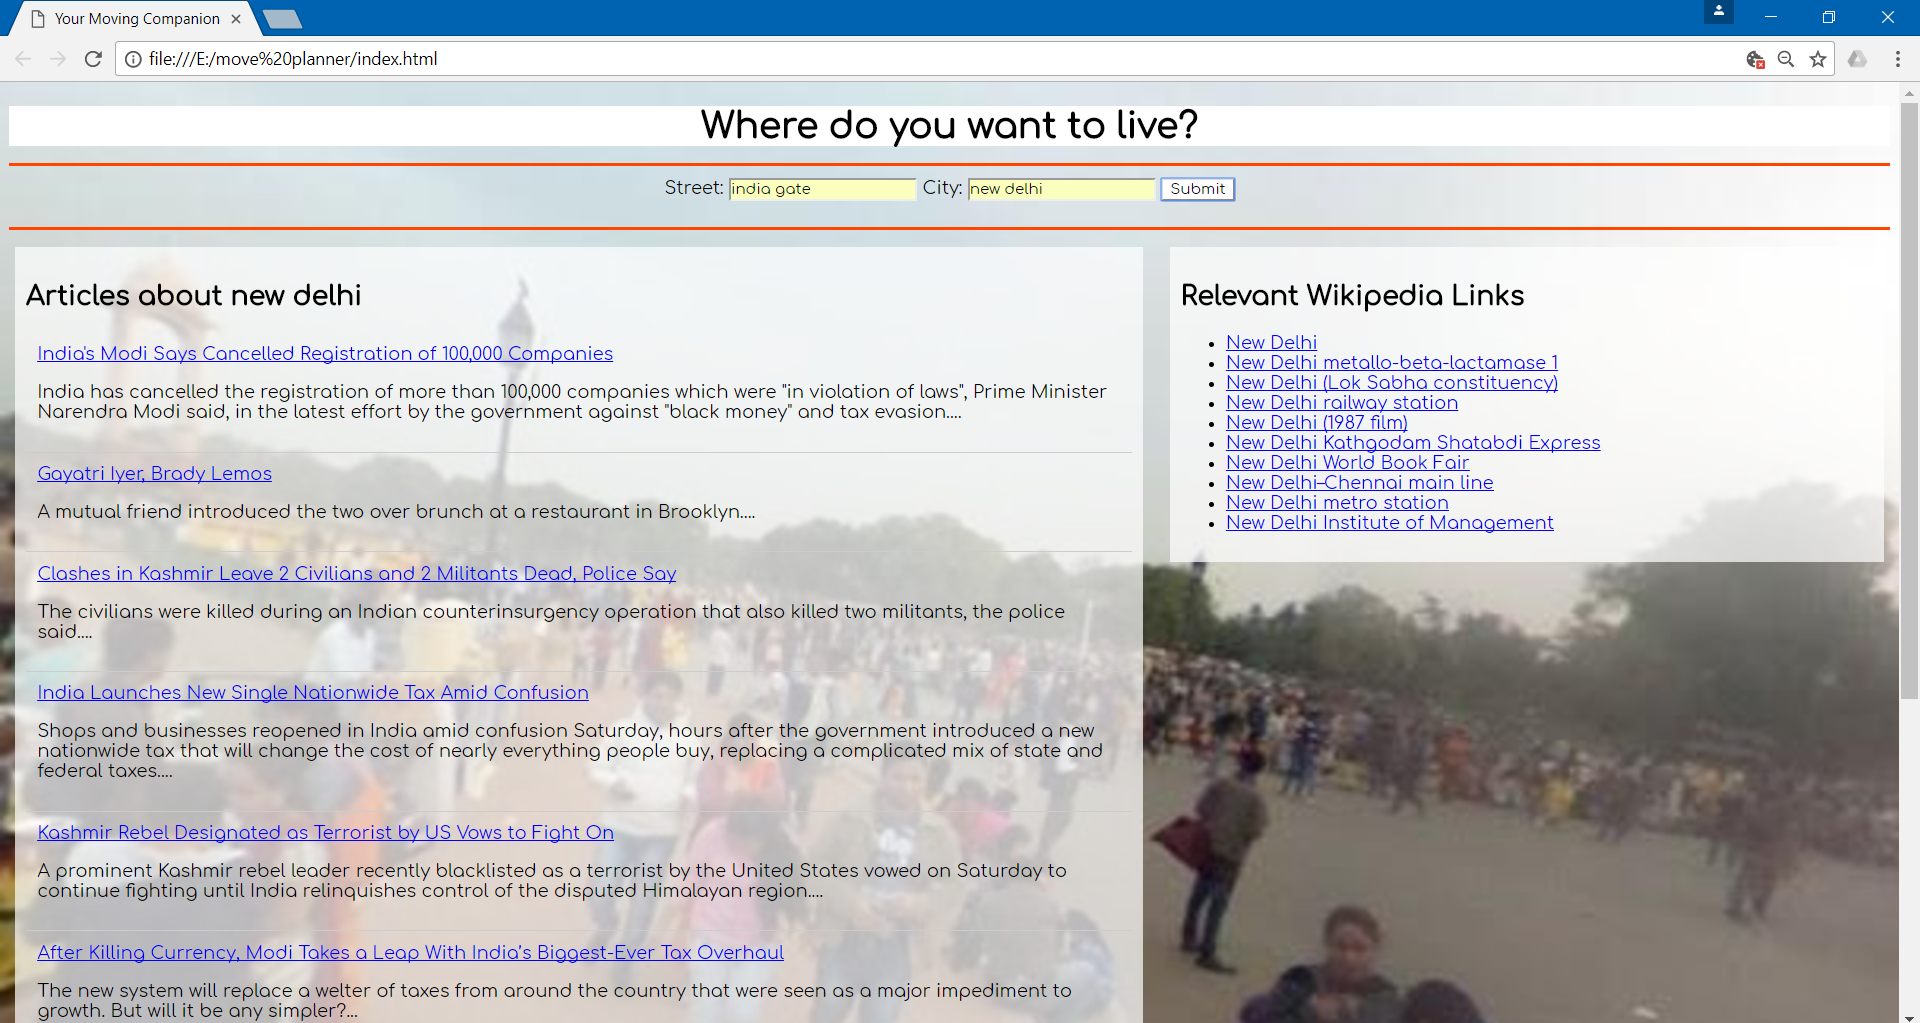 Your Moving Companion
file:///E:/move%20planner/index.html
Where do you want to live?
Street: india gate City: new delhi Submit
Articles about new delhi
India's Modi Says Cancelled Registration of 100,000 Companies
India has cancelled the registration of more than 100,000 companies which were "in violation of laws", Prime Minister
Narendra Modi said, in the latest effort by the government against "black money" and tax evasion....
Gayatri Iyer, Brady Lemos
A mutual friend introduced the two over brunch at a restaurant in Brooklyn....
Clashes in Kashmir Leave 2 Civilians and 2 Militants Dead, Police Say
The civilians were killed during an Indian counterinsurgency operation that also killed two militants, the police
said....
India Launches New Single Nationwide Tax Amid Confusion
Shops and businesses reopened in India amid confusion Saturday, hours after the government introduced a new
nationwide tax that will change the cost of nearly everything people buy, replacing a complicated mix of state and
federal taxes....
Kashmir Rebel Designated as Terrorist by US Vows to Fight On
A prominent Kashmir rebel leader recently blacklisted as a terrorist by the United States vowed on Saturday to
continue fighting until India relinquishes control of the disputed Himalayan region....
After Killing Currency, Modi Takes a Leap With India's Biggest-Ever Tax Overhaul
The new system will replace a welter of taxes from around the country that were seen as a major impediment to
growth. But will it be any simpler?...
Relevant Wikipedia Links
New Delhi
New Delhi metallo-beta-lactamase 1
New Delhi (Lok Sabha constituency)
New Delhi railway station
New Delhi (1987 film)
New Delhi Kathgodam Shatabdi Express
New Delhi World Book Fair
New Delhi–Chennai main line
New Delhi metro station
New Delhi Institute of Management